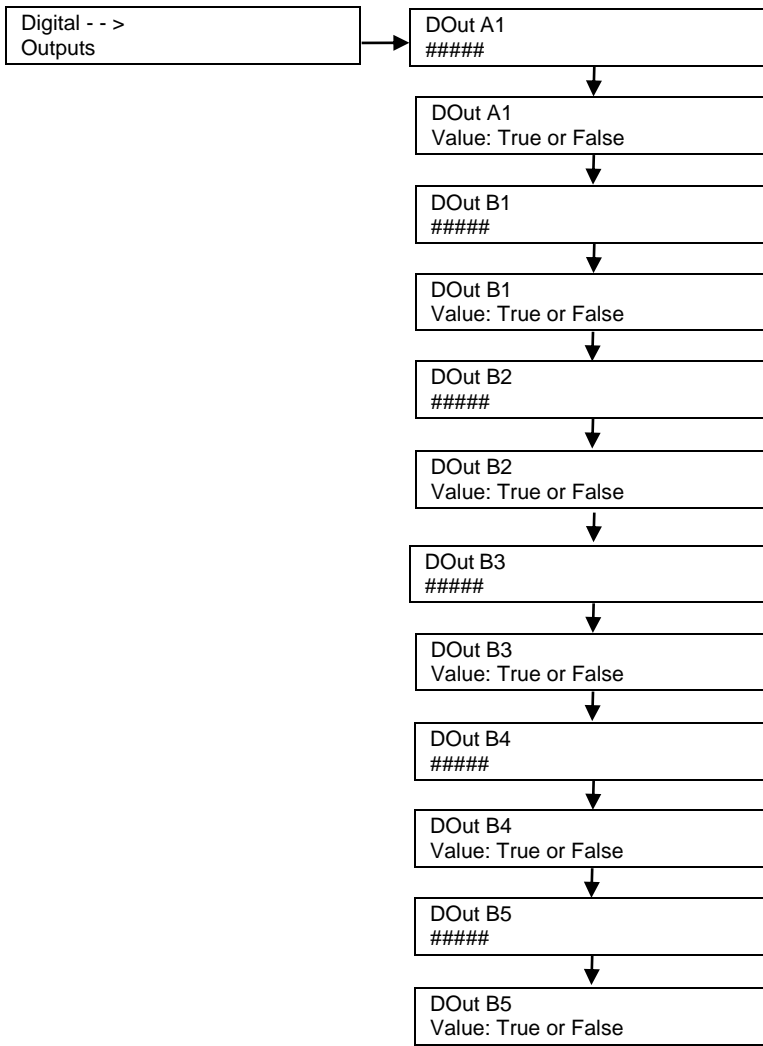 Digital - - >
Outputs
DOut A1
#####
DOut A1
Value: True or False
DOut B1
#####
DOut B1
Value: True or False
DOut B2
#####
DOut B2
Value: True or False
DOut B3
#####
DOut B3
Value: True or False
DOut B4
#####
DOut B4
Value: True or False
DOut B5
#####
DOut B5
Value: True or False